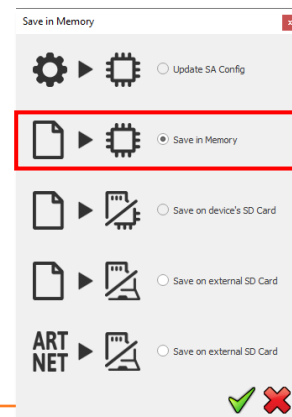 Save in Memory
Update SA Config
Save in Memory
Save on device's SD Card
Save on external SD Card
ART
NET
Save on external SD Card